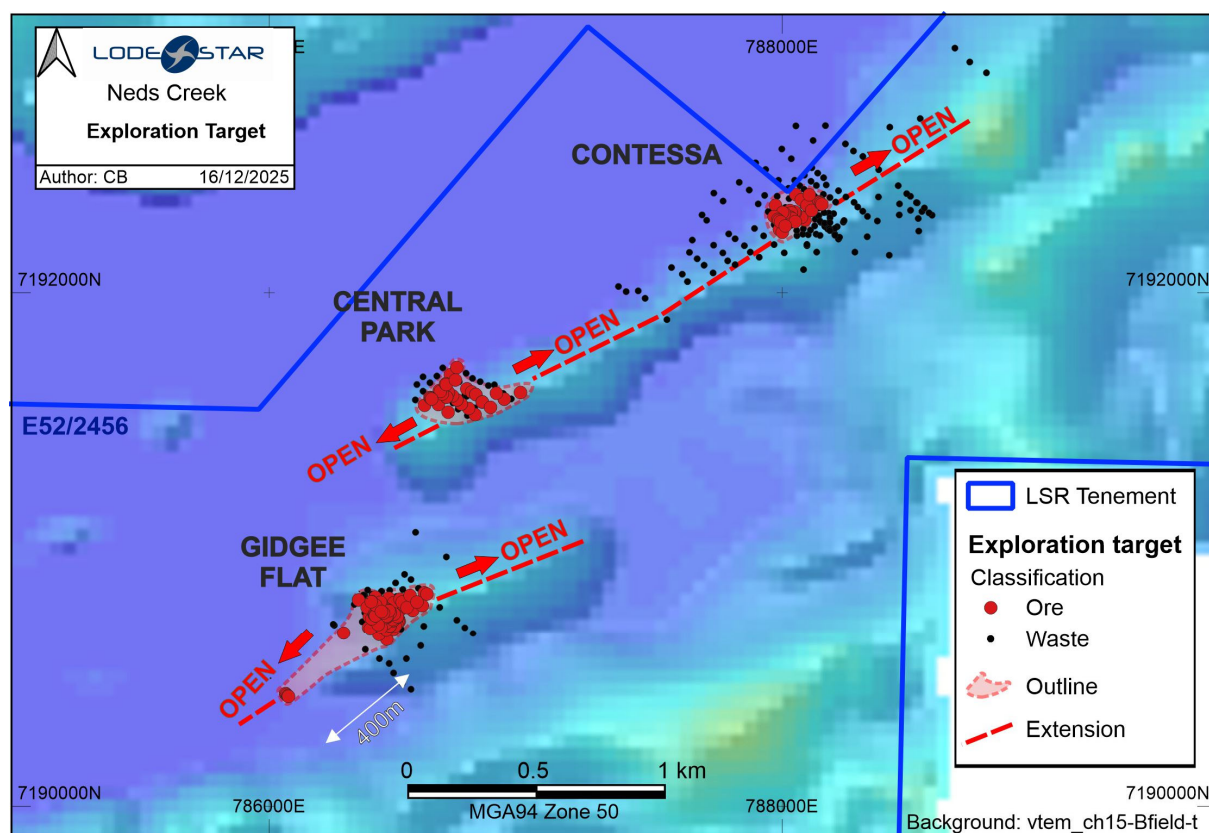 LODE STAR
Neds Creek
Exploration Target
Author: CB 16/12/2025
788000E
CONTESSA
OPEN
7192000N
7192000N
CENTRAL
PARK
OPEN
E52/2456
OPEN
GIDGEE
FLAT
OPEN
OPEN
400m
LSR Tenement
Exploration target
Classification
Ore
Waste
Outline
Extension
0 0.5 1 km
MGA94 Zone 50
7190000N
786000E
788000E
7190000N
Background: vtem_ch15-Bfield-t